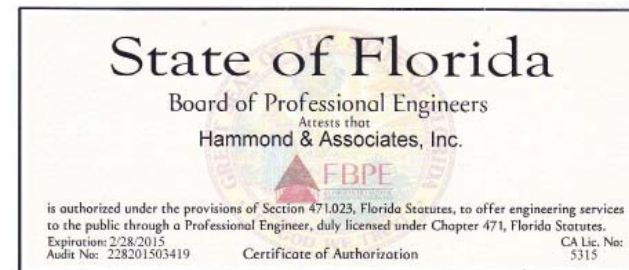 State of Florida
Board of Professional Engineers
Attests that
Hammond & Associates, Inc.
FBPE
is authorized under the provisions of Section 471.023, Florida Statutes, to offer engineering services
to the public through a Professional Engineer, duly licensed under Chapter 471, Florida Statutes.
Expiration: 2/28/2015
Audit No: 228201503419
Certificate of Authorization
CA Lic. No:
5315